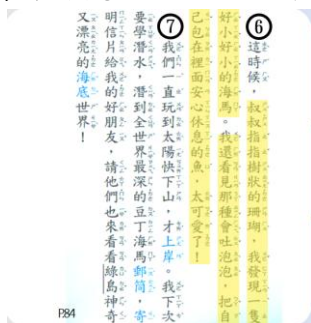 ⑥這時候，叔叔指指樹狀的珊瑚，我發現一隻
好小好小的海馬。我還看見那種會吐泡泡，把自
己包在裡面安心休息的魚，太可愛了！
⑦我們一直玩到太陽快下山，才上岸。我下次
要學潛水，潛到全世界最深的豆丁海馬郵筒，寄
明信片給我的好朋友，請他們也來看看綠島神奇
又漂亮的海底世界！
P.84